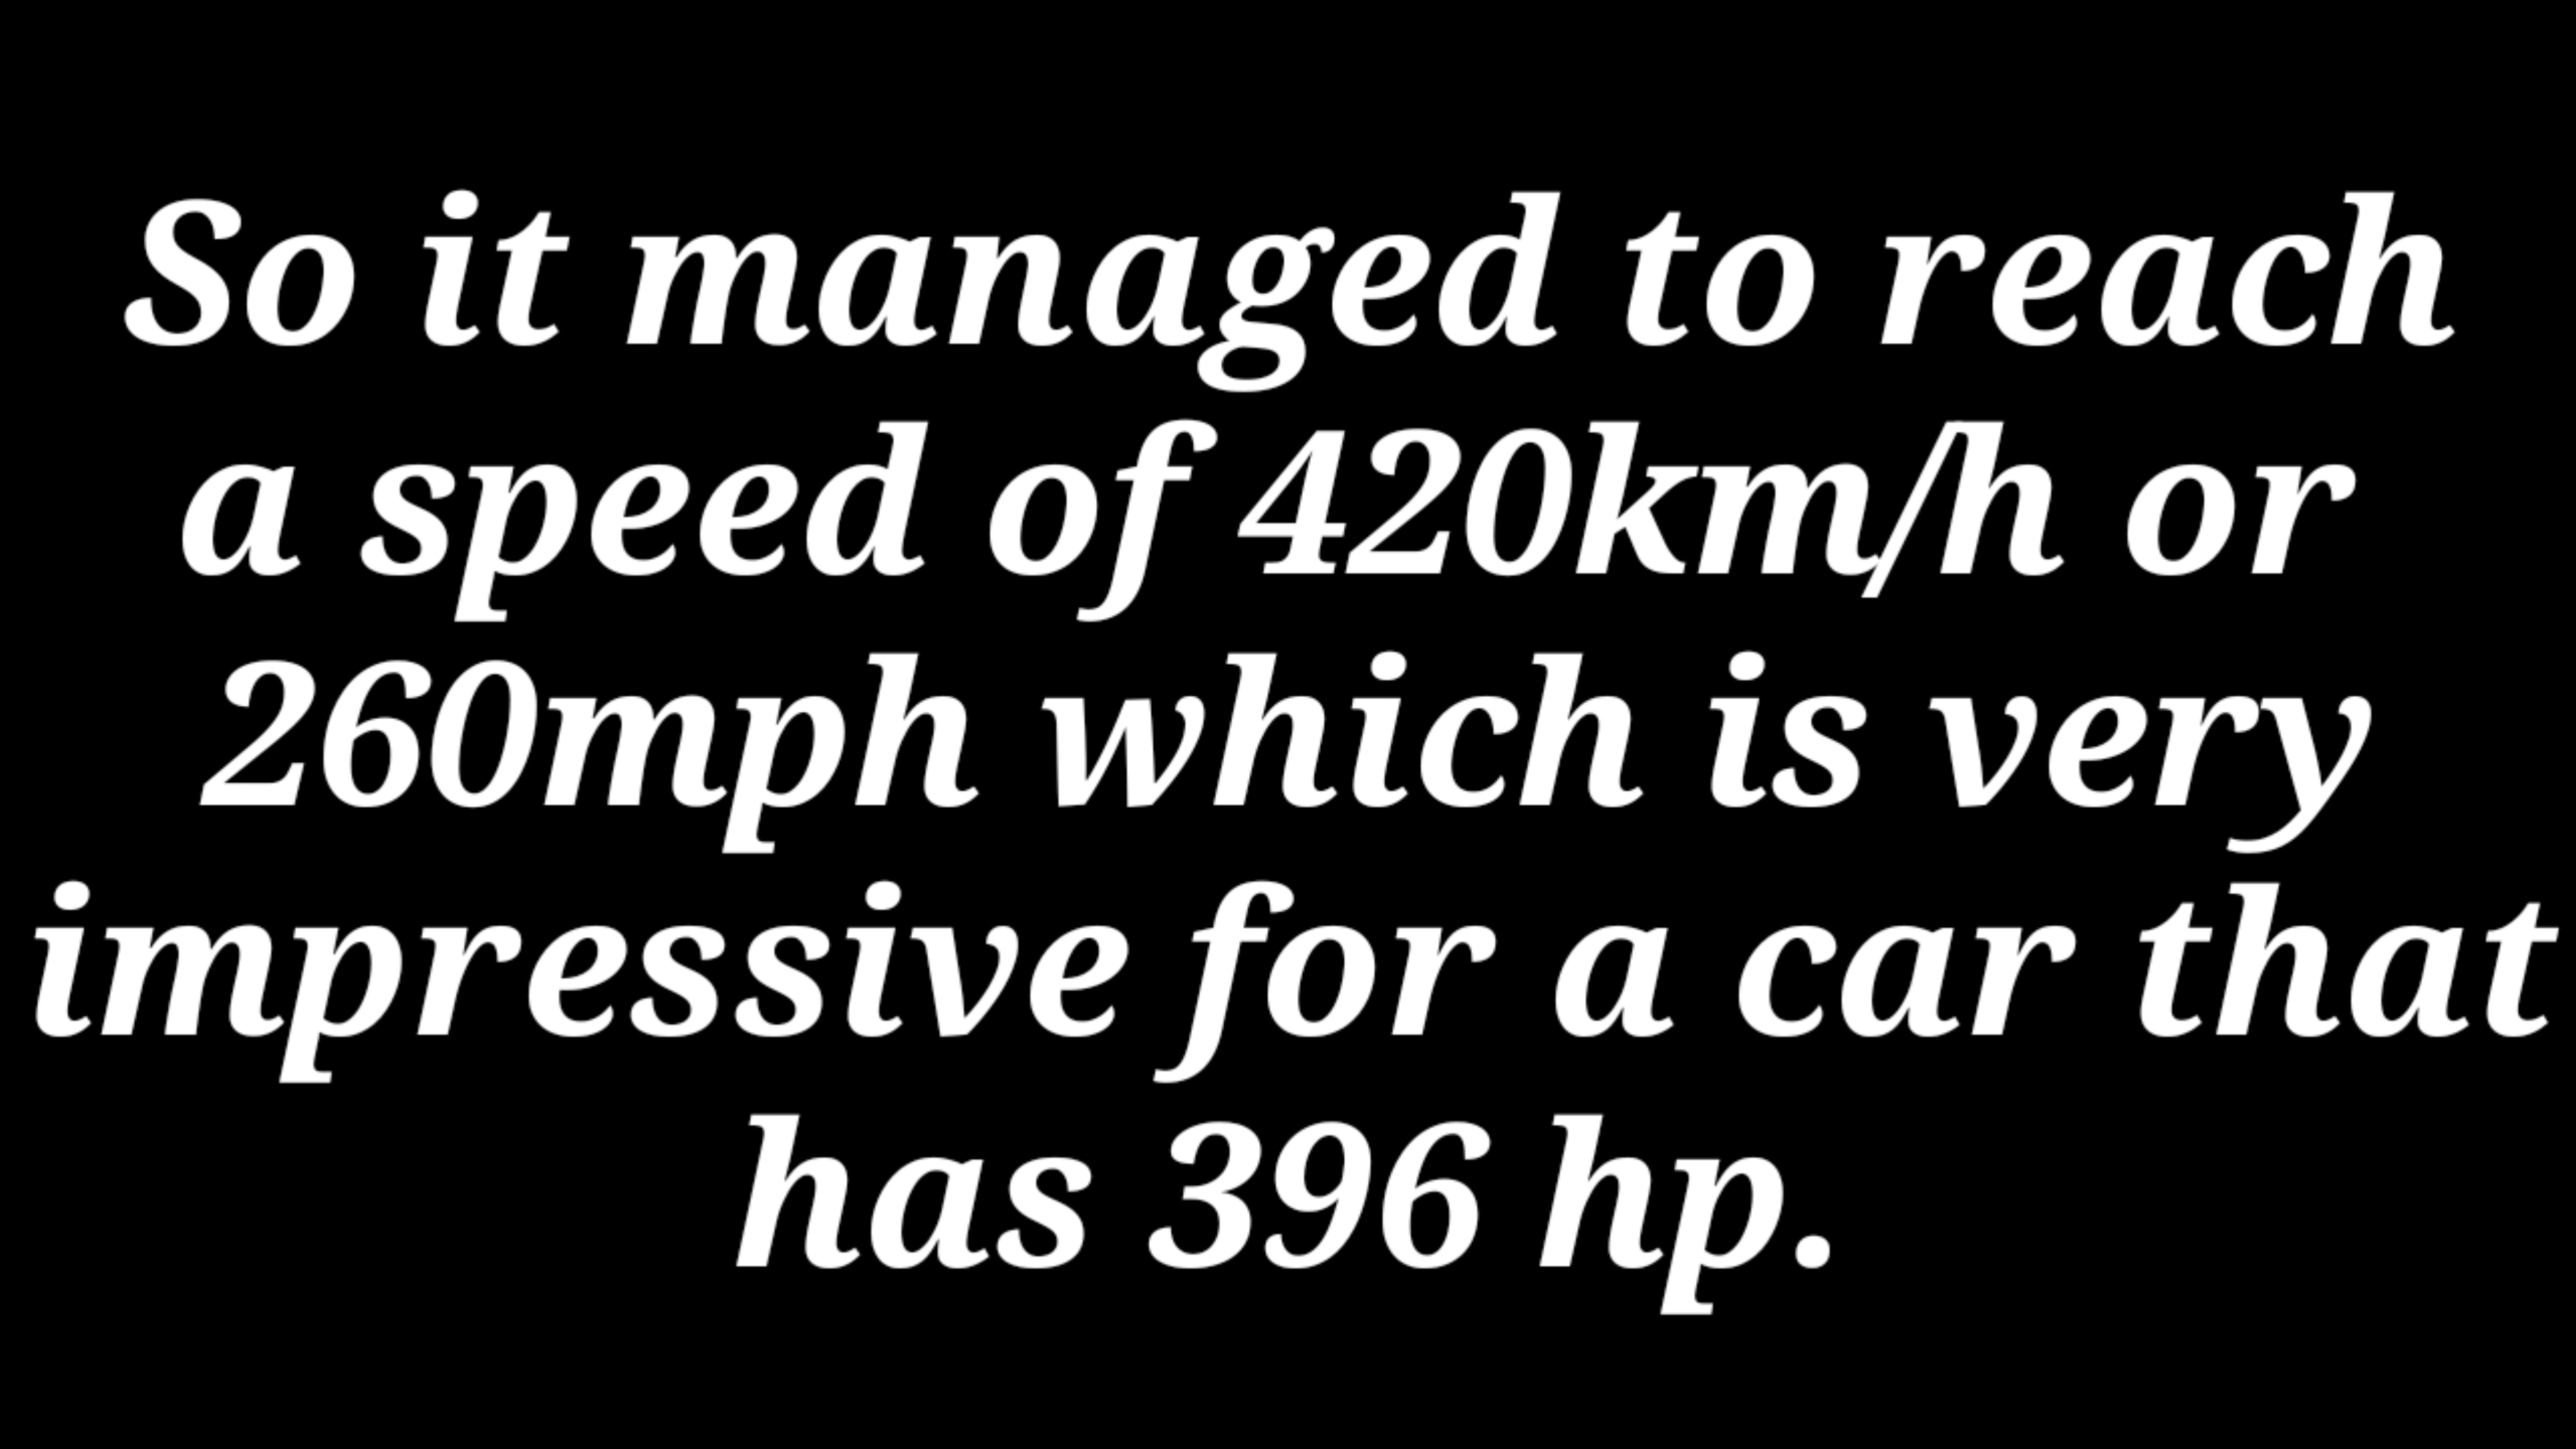 So it managed to reach
a speed of 420km/h or
260mph which is very
impressive for a car that
has 396 hp.